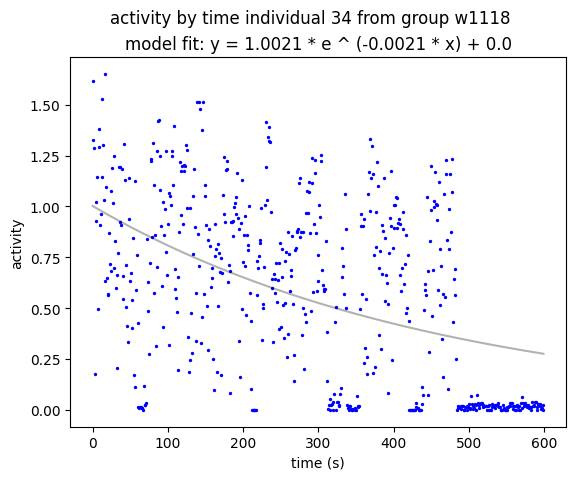 activity by time individual 34 from group w1118
model fit: y = 1.0021 * e ^ (-0.0021 * x) + 0.0
1.50
1.25
1.00
0.75
0.50
0.25
0.00
activity
0 100 200 300 400 500 600
time (s)